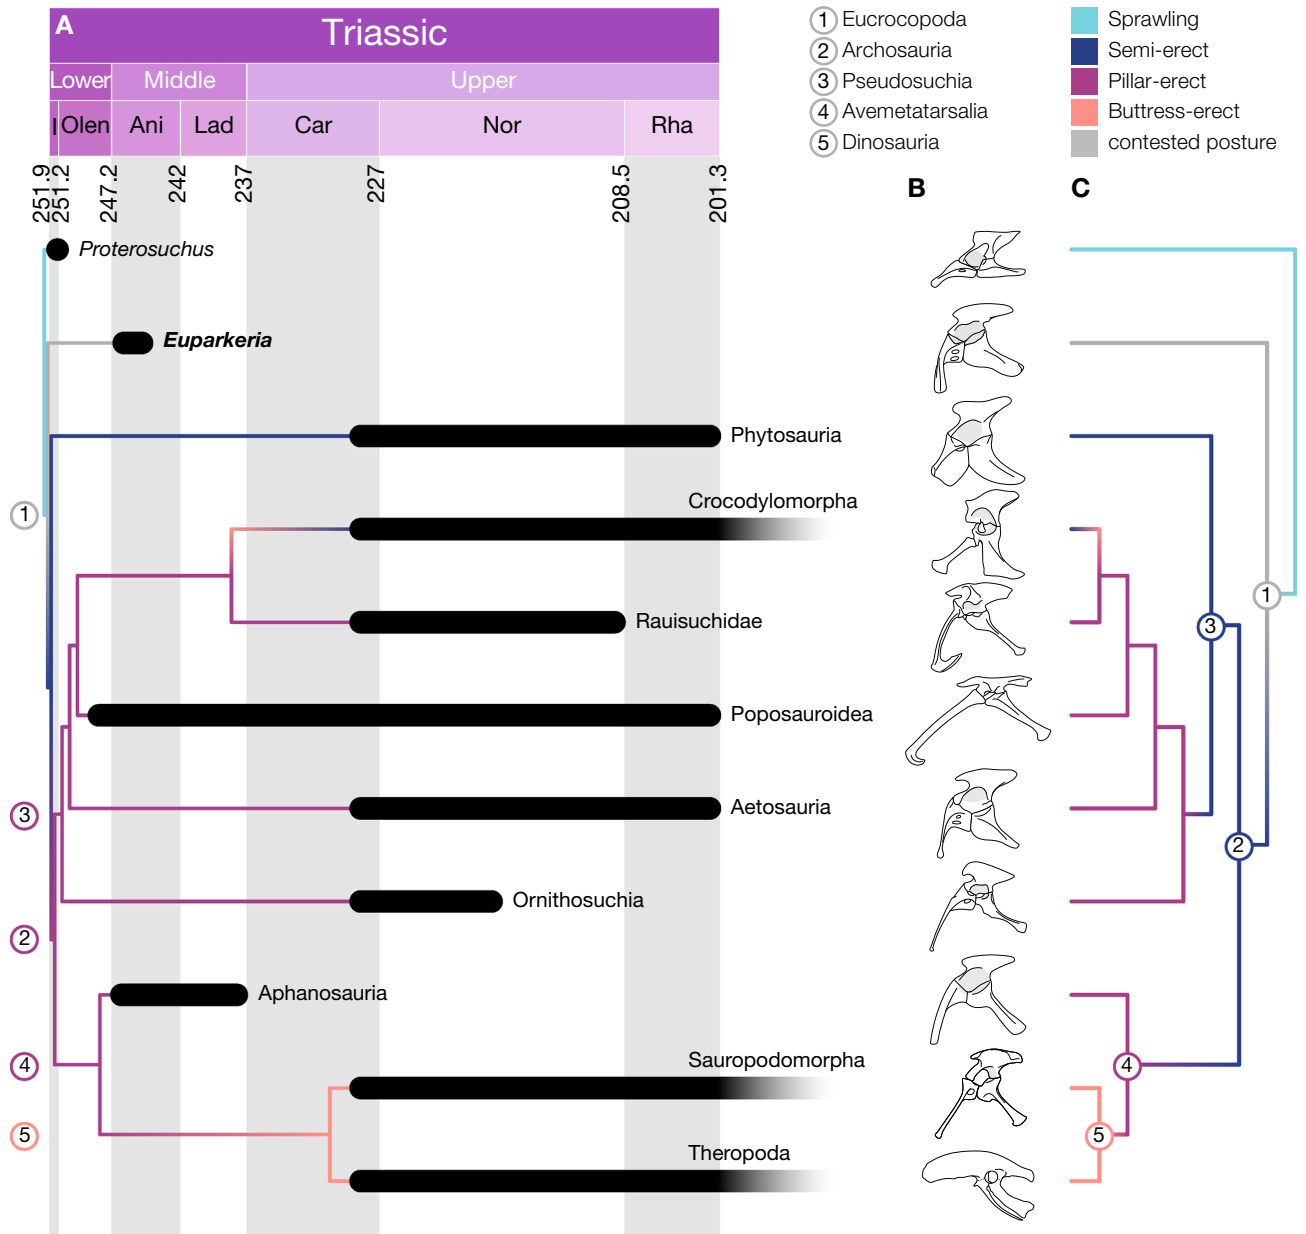 A
Triassic
Lower Middle Upper
I Olen Ani Lad Car Nor Rha
251.9 251.2 247.2 242 237 227 208.5 201.3
1 Eucrocopoda
2 Archosauria
3 Pseudosuchia
4 Avemetatarsalia
5 Dinosauria
Sprawling
Semi-erect
Pillar-erect
Buttress-erect
contested posture
B
C
Proterosuchus
Euparkeria
Phytosauria
Crocodylomorpha
Rauisuchidae
Poposauroidea
Aetosauria
Ornithosuchia
Aphanosauria
Sauropodomorpha
Theropoda
1
3
2
4
5
1
3
2
4
5